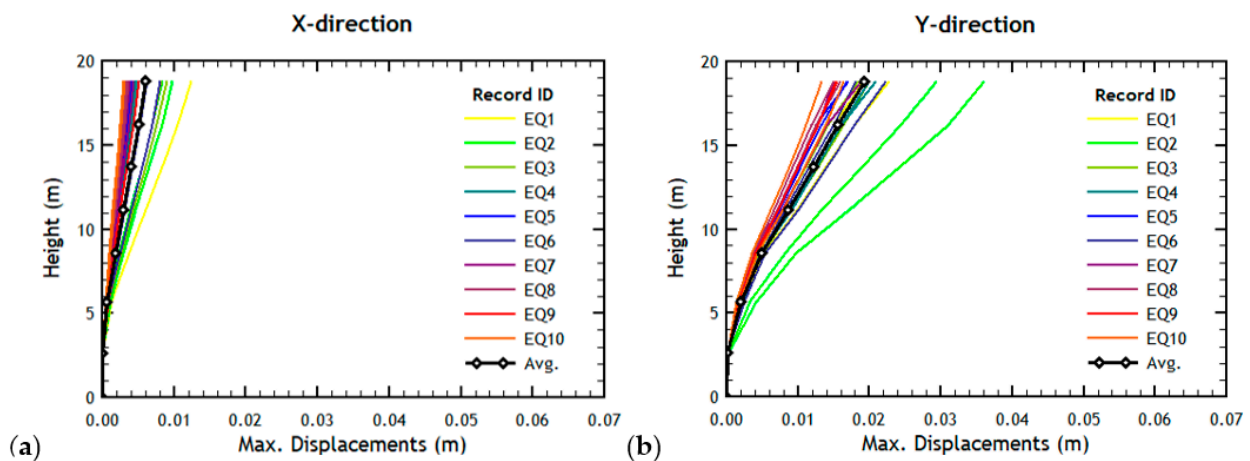 X-direction
20
15
10
5
0
Height (m)
Record ID
EQ1
EQ2
EQ3
EQ4
EQ5
EQ6
EQ7
EQ8
EQ9
EQ10
Avg.
0.00 0.01 0.02 0.03 0.04 0.05 0.06 0.07
Max. Displacements (m)
(a)
Y-direction
20
15
10
5
0
Height (m)
Record ID
EQ1
EQ2
EQ3
EQ4
EQ5
EQ6
EQ7
EQ8
EQ9
EQ10
Avg.
0.00 0.01 0.02 0.03 0.04 0.05 0.06 0.07
Max. Displacements (m)
(b)